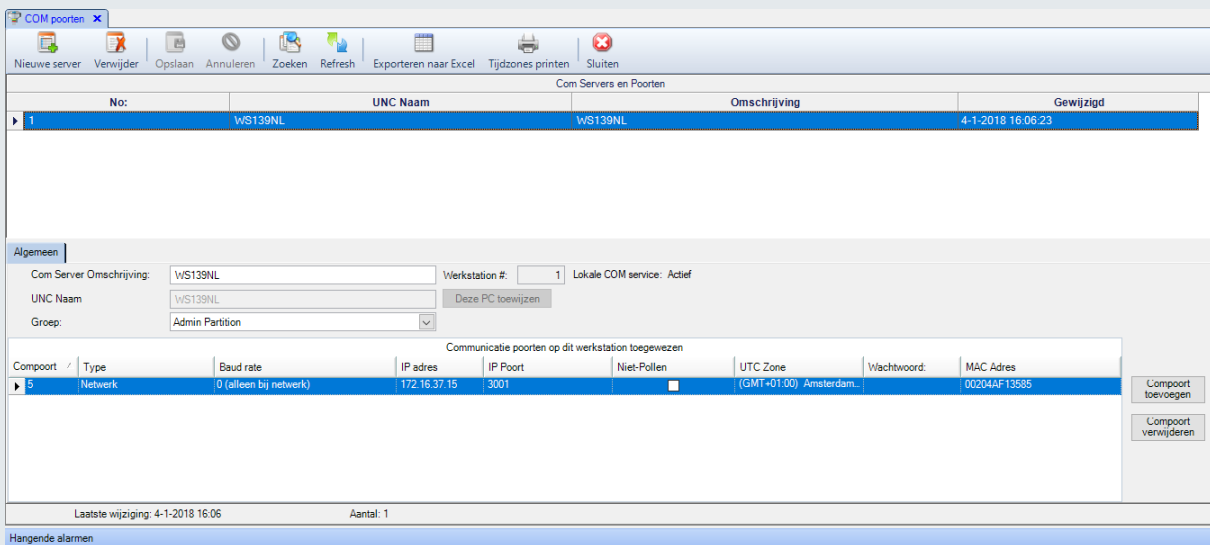 COM poorten
Nieuwe server Verwijder Opslaan Annuleren Zoeken Refresh Exporteren naar Excel Tijdzones printen Sluiten
Com Servers en Poorten
No: UNC Naam Omschrijving Gewijzigd
1 WS139NL WS139NL 4-1-2018 16:06:23
Algemeen
Com Server Omschrijving: WS139NL Werkstation #: 1 Lokale COM service: Actief
UNC Naam WS139NL Deze PC toewijzen
Groep: Admin Partition
Communicatie poorten op dit werkstation toegewezen
Compoort Type Baud rate IP adres IP Poort Niet-Pollen UTC Zone Wachtwoord: MAC Adres
5 Netwerk 0 (alleen bij netwerk) 172.16.37.15 3001 (GMT+01:00) Amsterdam... 00204AF13585
Compoort toevoegen
Compoort verwijderen
Laatste wijziging: 4-1-2018 16:06 Aantal: 1
Hangende alarmen